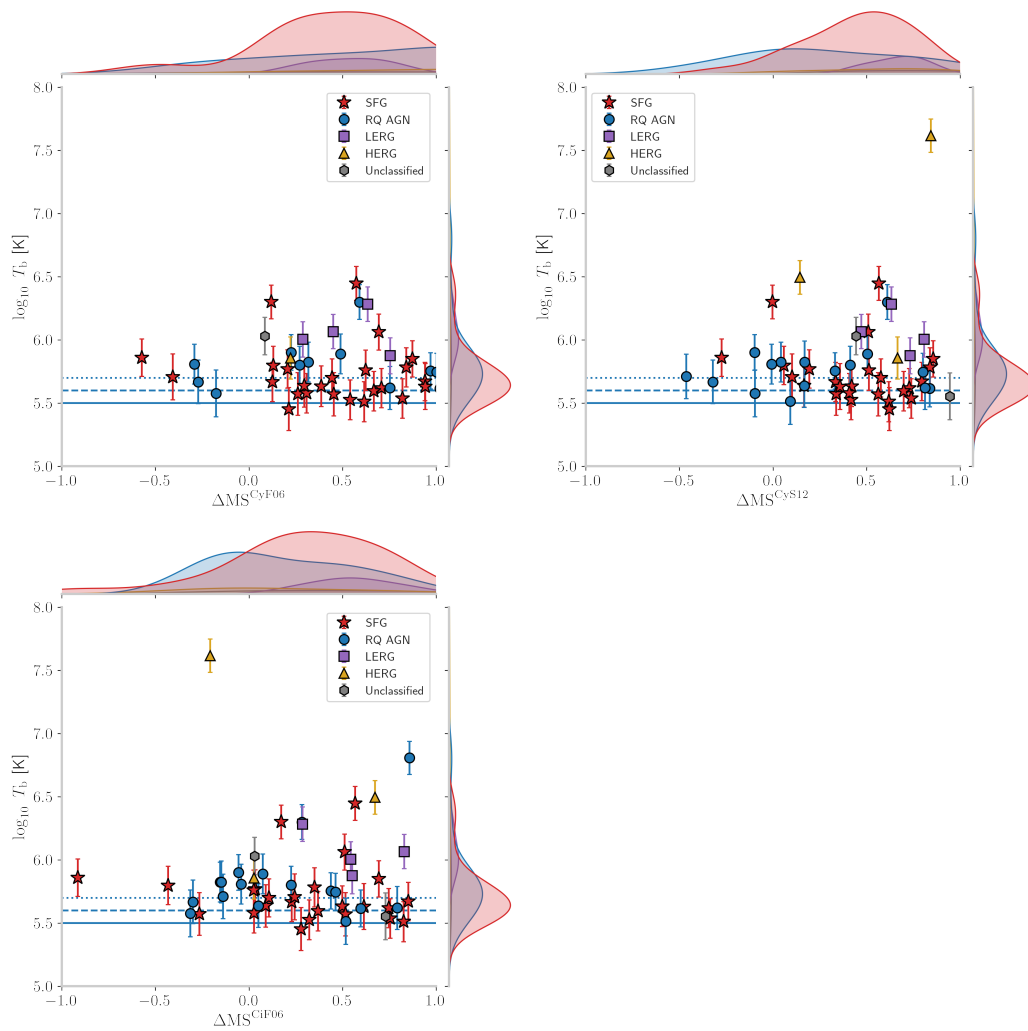 8.0
7.5
7.0
6.5
6.0
5.5
5.0
log₁₀ T_b [K]
−1.0 −0.5 0.0 0.5 1.0
ΔMS^CyF06
SFG
RQ AGN
LERG
HERG
Unclassified
8.0
7.5
7.0
6.5
6.0
5.5
5.0
log₁₀ T_b [K]
−1.0 −0.5 0.0 0.5 1.0
ΔMS^CyS12
SFG
RQ AGN
LERG
HERG
Unclassified
8.0
7.5
7.0
6.5
6.0
5.5
5.0
log₁₀ T_b [K]
−1.0 −0.5 0.0 0.5 1.0
ΔMS^CiF06
SFG
RQ AGN
LERG
HERG
Unclassified